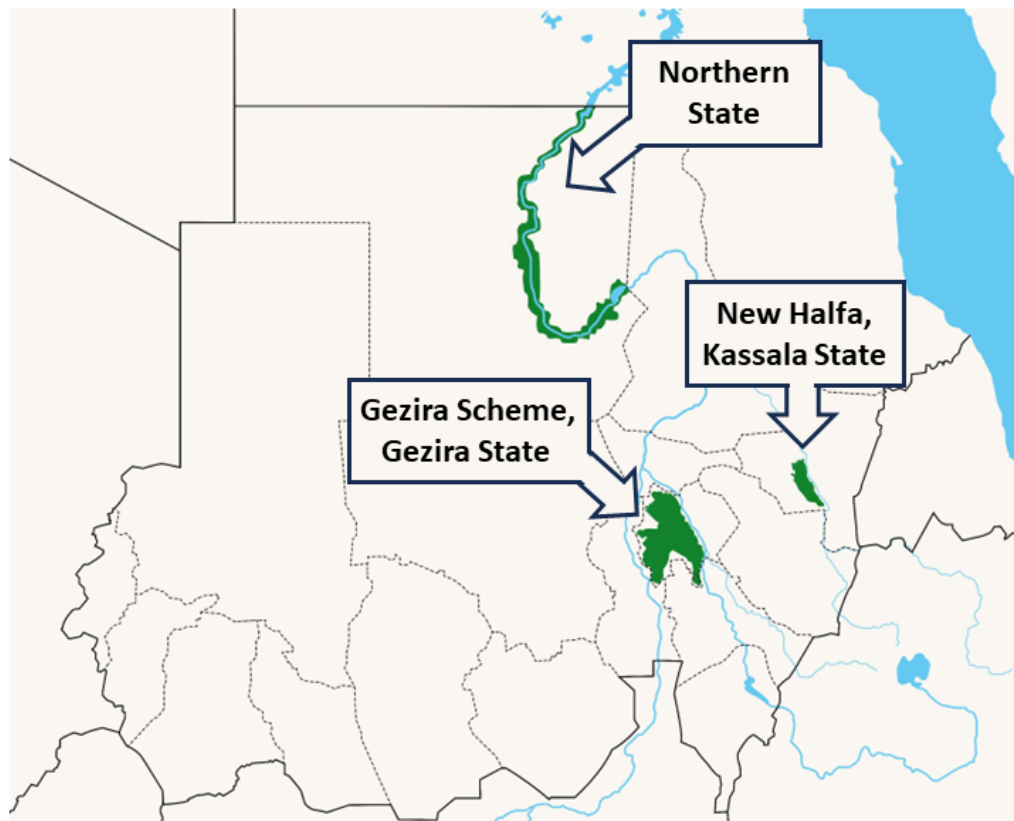 Northern
State
New Halfa,
Kassala State
Gezira Scheme,
Gezira State